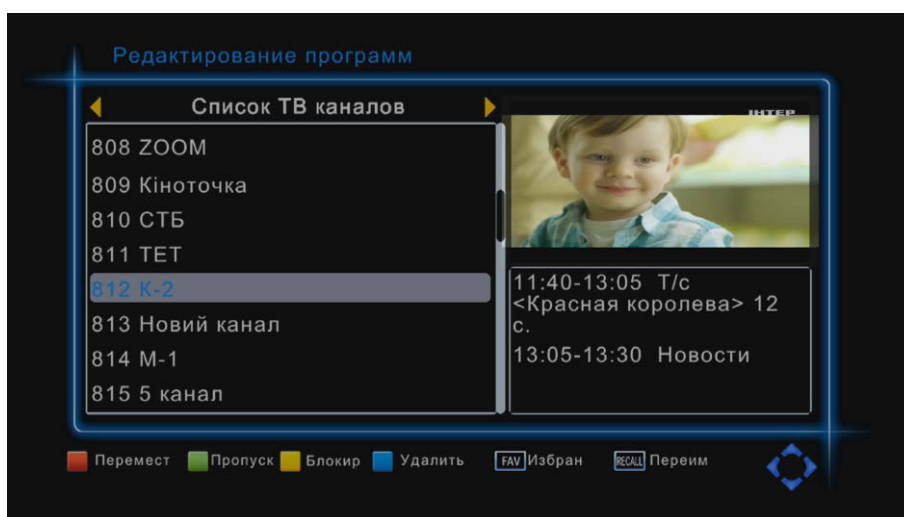 Редактирование программ
Список ТВ каналов
808 ZOOM
809 Кіноточка
810 СТБ
811 ТЕТ
812 К-2
813 Новий канал
814 М-1
815 5 канал
ІНТЕР
11:40-13:05 Т/с
<Красная королева> 12
с.
13:05-13:30 Новости
Перемест Пропуск Блокир Удалить FAV Избран RECALL Переим